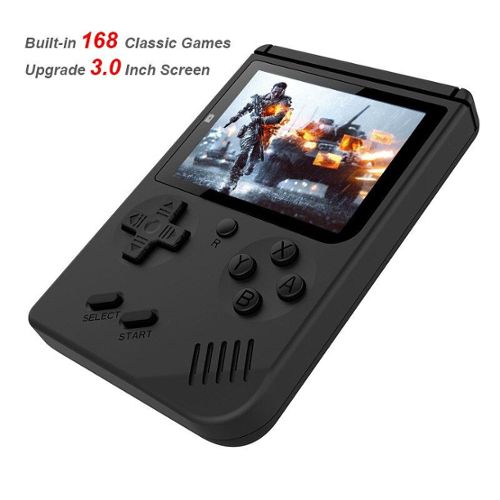 Built-in 168 Classic Games
Upgrade 3.0 Inch Screen
R
X
Y
A
B
SELECT
START